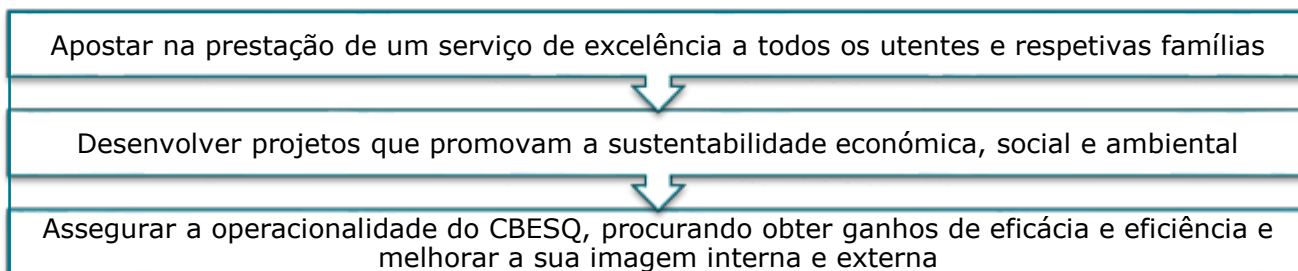 Apostar na prestação de um serviço de excelência a todos os utentes e respetivas famílias
Desenvolver projetos que promovam a sustentabilidade económica, social e ambiental
Assegurar a operacionalidade do CBESQ, procurando obter ganhos de eficácia e eficiência e
melhorar a sua imagem interna e externa